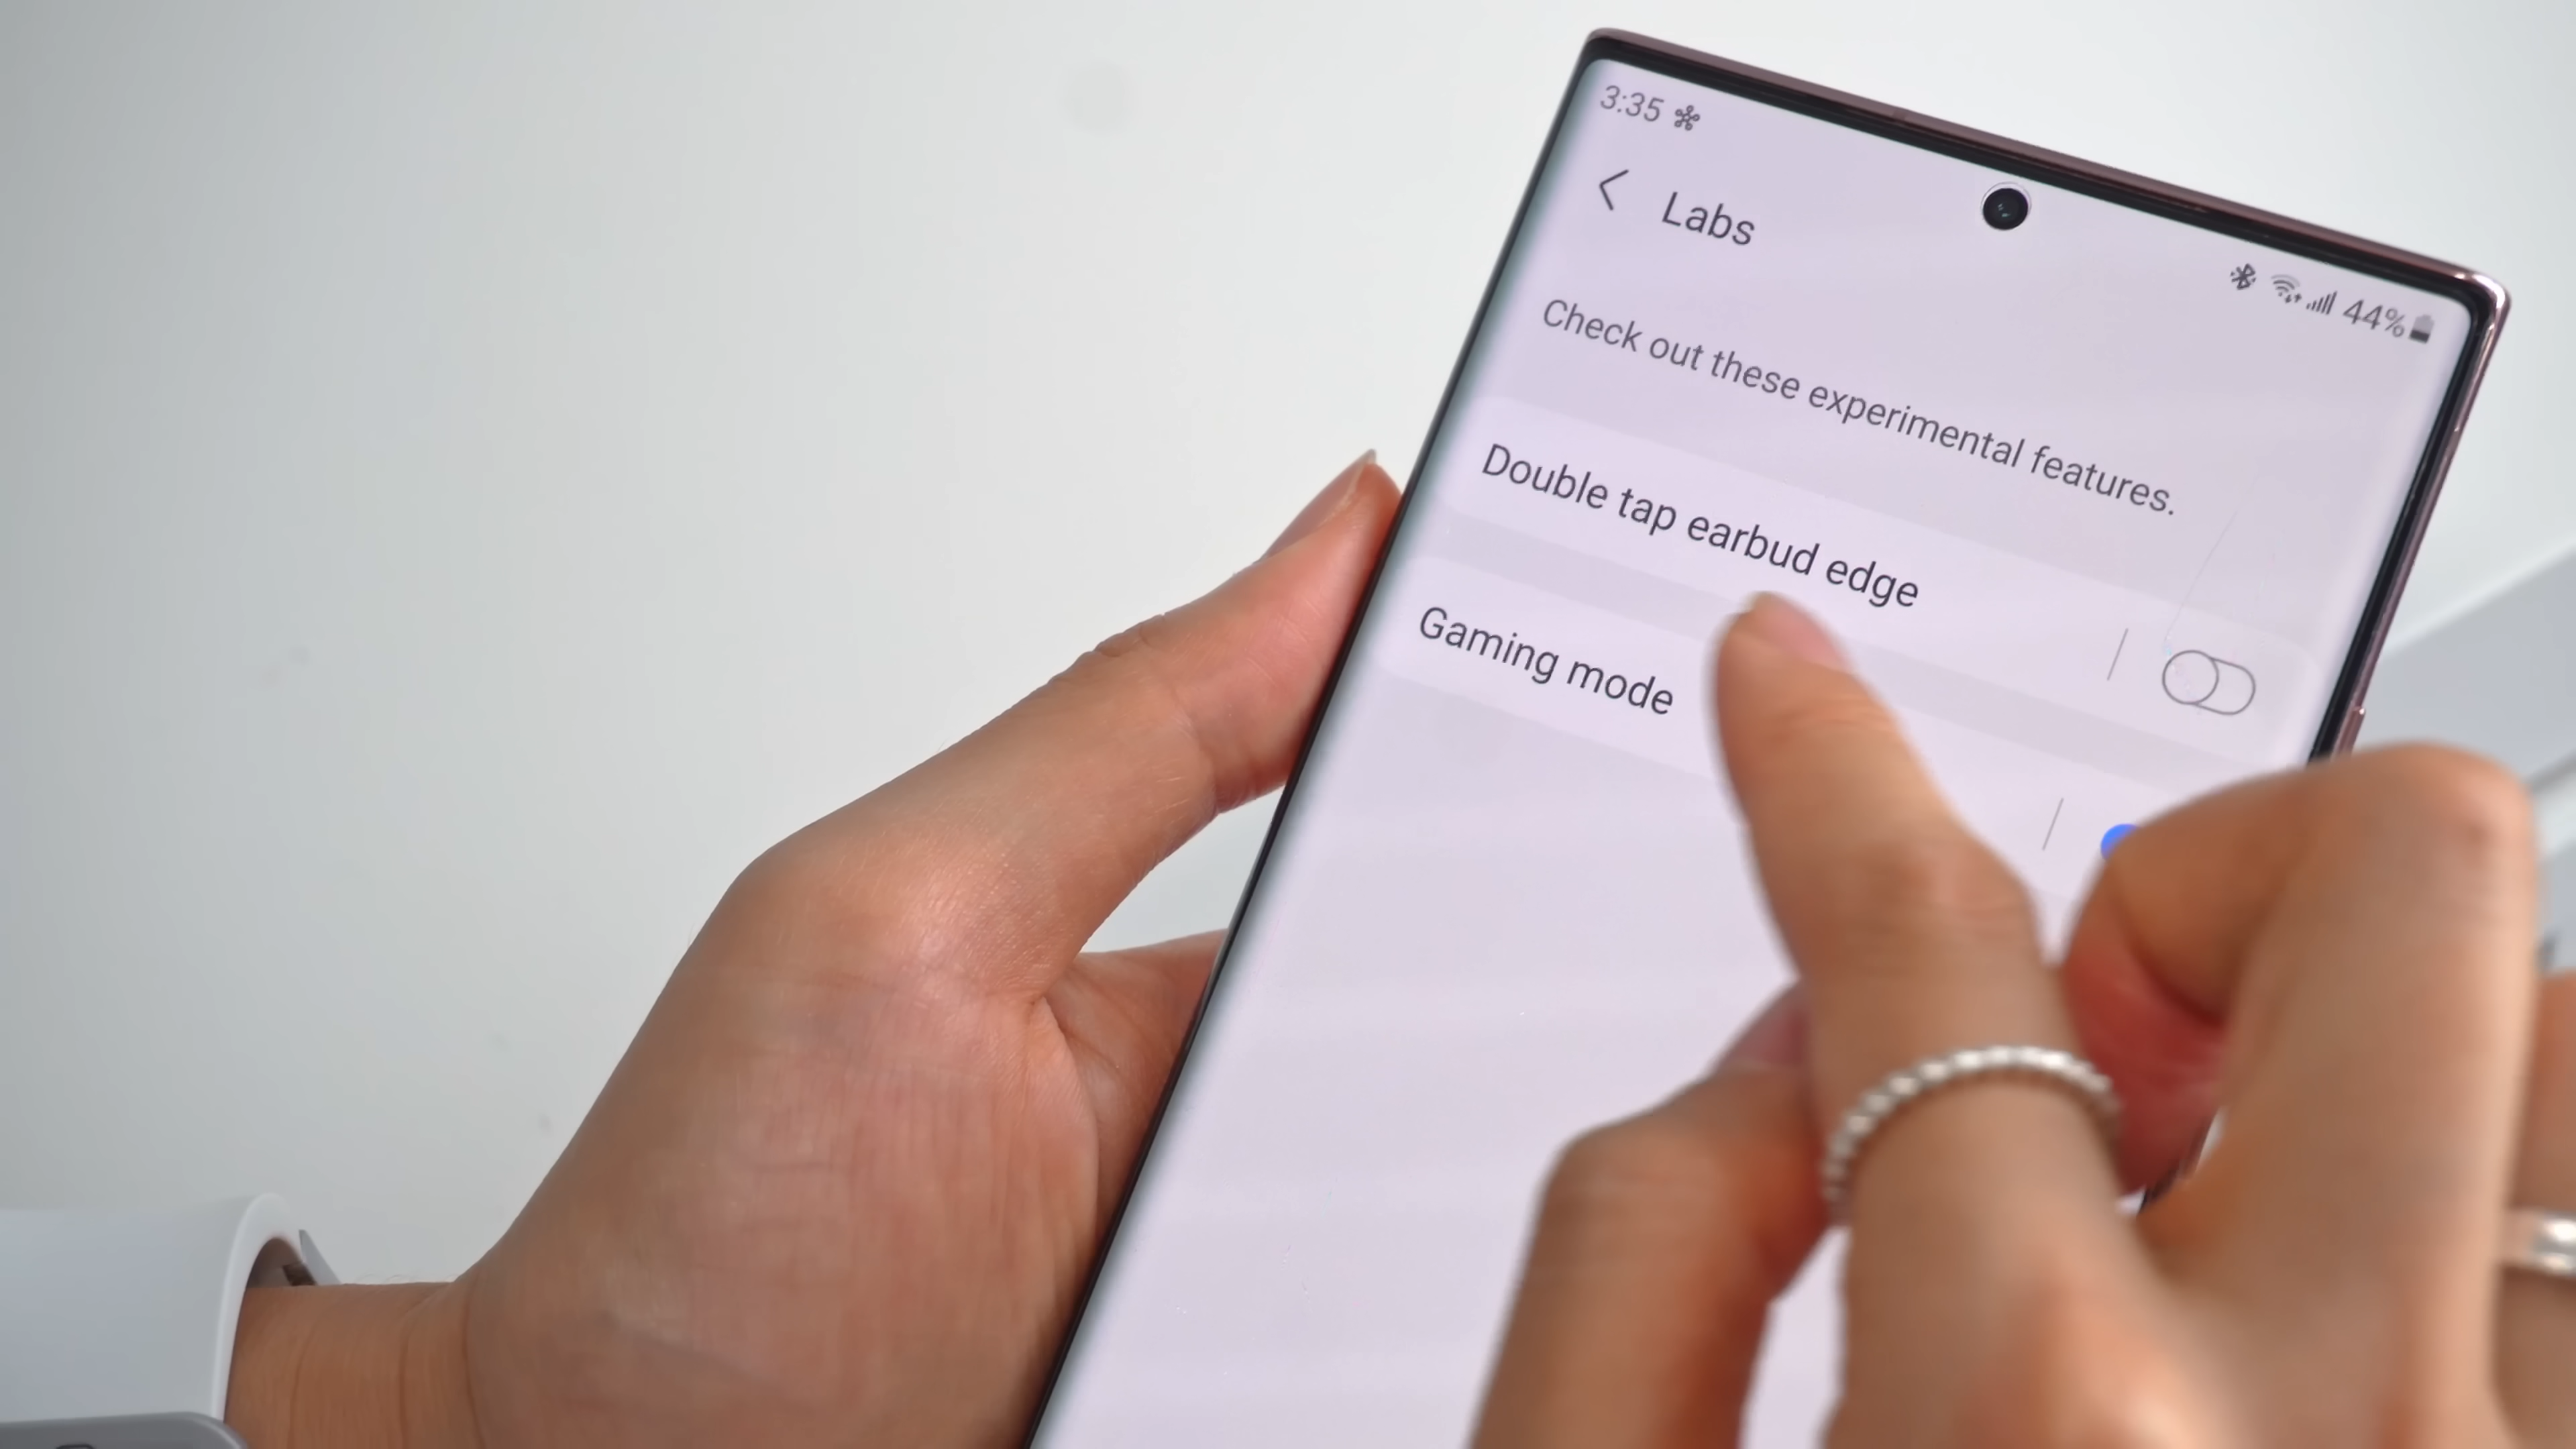 3:35
44%
Labs
Check out these experimental features.
Double tap earbud edge
Gaming mode